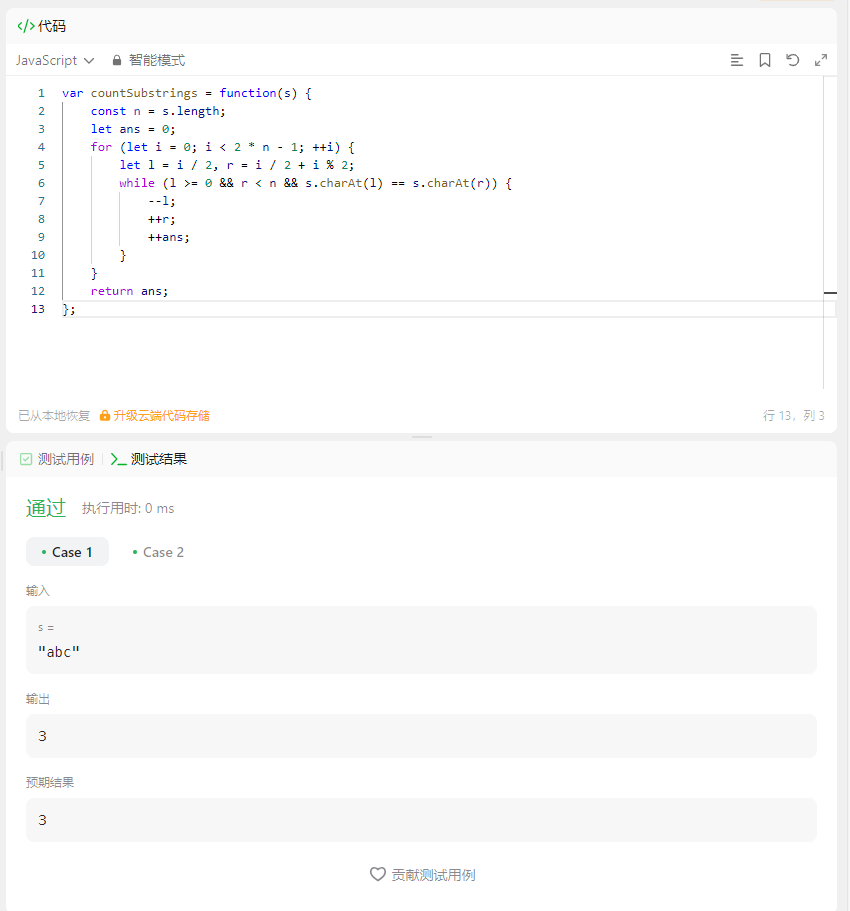 </> 代码
JavaScript 智能模式
1 var countSubstrings = function(s) {
2     const n = s.length;
3     let ans = 0;
4     for (let i = 0; i < 2 * n - 1; ++i) {
5         let l = i / 2, r = i / 2 + i % 2;
6         while (l >= 0 && r < n && s.charAt(l) == s.charAt(r)) {
7             --l;
8             ++r;
9             ++ans;
10         }
11     }
12     return ans;
13 };
已从本地恢复 升级云端代码存储 行 13, 列 3
测试用例 | >_ 测试结果
通过 执行用时: 0 ms
• Case 1 • Case 2
输入
s =
"abc"
输出
3
预期结果
3
贡献测试用例